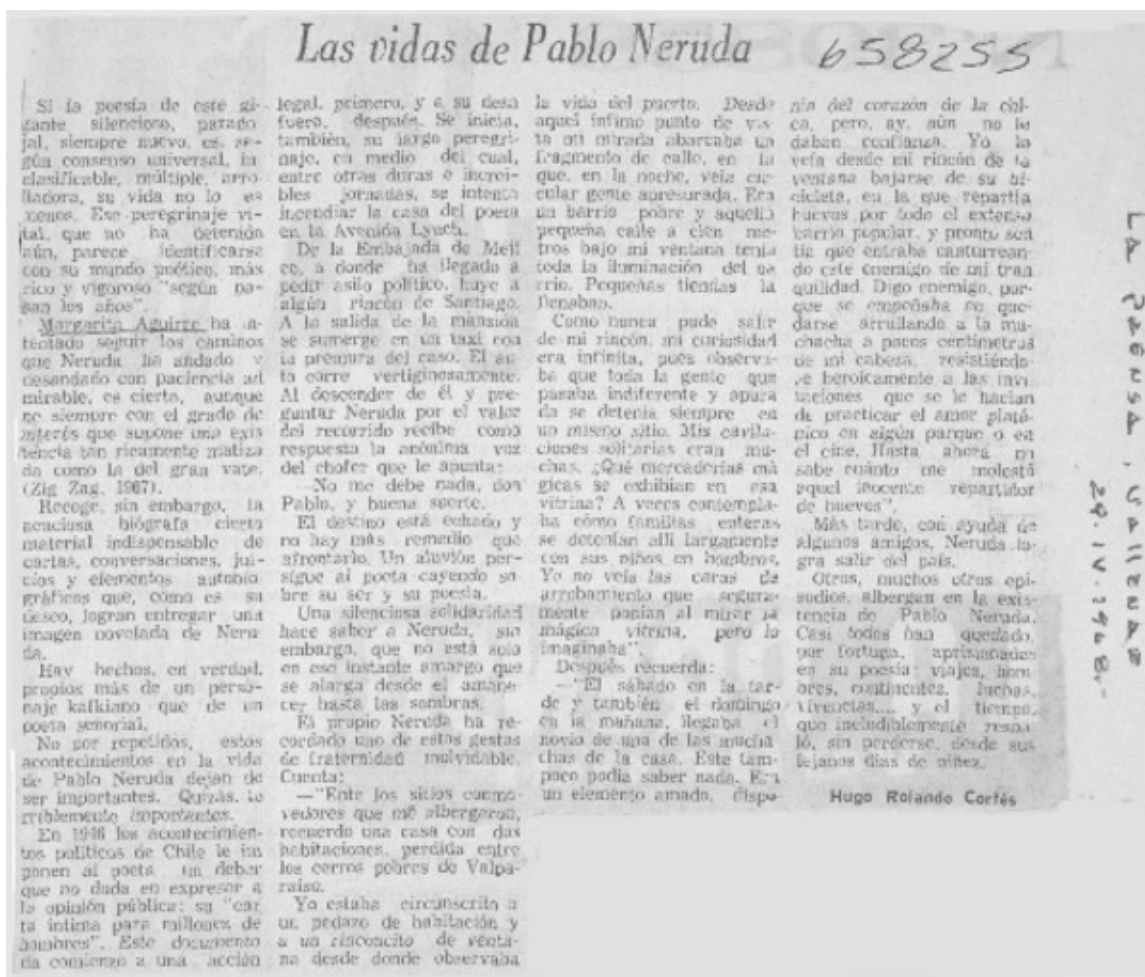 Las vidas de Pablo Neruda
658255
Si la poesía de este gi-
gante silencioso, parado
jal, siempre nuevo, es, se-
gún consenso universal, in
clasificable, múltiple, arro-
lladora, su vida no lo es
menos. Ese peregrinaje vi-
tal, que no ha detenido
aún, parece identificarse
con su mundo poético, más
rico y vigoroso "según pa-
san los años".
Margarita Aguirre ha in-
tentado seguir los caminos
que Neruda ha andado y
desandado con paciencia ad
mirable, es cierto, aunque
no siempre con el grado de
interés que supone una exis
tencia tan ricamente matiza
da como la del gran vate.
(Zig Zag, 1967).
Recoge, sin embargo, la
acuciosa biógrafa cierto
material indispensable de
cartas, conversaciones, jui-
cios y elementos autobio
gráficos que, como es su
deseo, logran entregar una
imagen novelada de Neru-
da.
Hay hechos, en verdad,
propios más de un perso-
naje kafkiano que de un
poeta señorial.
No por repetidos, estos
acontecimientos en la vida
de Pablo Neruda dejan de
ser importantes. Quizás, te
rriblemente importantes.
En 1946 los acontecimien-
tos políticos de Chile le im
ponen al poeta un deber
que no duda en expresar a
la opinión pública: su "car
ta íntima para millones de
hombres". Este documento
da comienzo a una acción
legal, primero, y a su desa
fuero, después. Se inicia,
también, su largo peregri-
naje, en medio del cual,
entre otras duras e increí-
bles jornadas, se intenta
incendiar la casa del poeta
en la Avenida Lynch.
De la Embajada de Méji
co, a donde ha llegado a
pedir asilo político, huye a
algún rincón de Santiago.
A la salida de la mansión
se sumerge en un taxi con
la premura del caso. El au-
to corre vertiginosamente.
Al descender de él y pre-
guntar Neruda por el valor
del recorrido recibe como
respuesta la anónima voz
del chofer que le apunta:
—No me debe nada, don
Pablo, y buena suerte.
El destino está echado y
no hay más remedio que
afrontarlo. Un aluvión per-
sigue al poeta cayendo so
bre su ser y su poesía.
Una silenciosa solidaridad
hace saber a Neruda, sin
embargo, que no está solo
en ese instante amargo que
se alarga desde el amane-
cer hasta las sombras.
El propio Neruda ha re-
cordado uno de estos gestos
de fraternidad inolvidable.
Cuenta:
—"Ente los sitios conmo-
vedores que me albergaron,
recuerdo una casa con dos
habitaciones, perdida entre
los cerros pobres de Valpa-
raíso.
Yo estaba circunscrito a
un pedazo de habitación y
a un rinconcito de venta-
na desde donde observaba
la vida del puerto. Desde
aquel ínfimo punto de vis-
ta mi mirada abarcaba un
fragmento de calle, en la
que, en la noche, veía cir-
cular gente apresurada. Era
un barrio pobre y aquella
pequeña calle a cien me-
tros bajo mi ventana tenía
toda la iluminación del ba
rrio. Pequeñas tiendas la
llenaban.
Como nunca pude salir
de mi rincón, mi curiosidad
era infinita, pues observa-
ba que toda la gente que
pasaba indiferente y apura
da se detenía siempre en
un mismo sitio. Mis cavila-
ciones solitarias eran mu-
chas. ¿Qué mercaderías má
gicas se exhibían en esa
vitrina? A veces contempla-
ba cómo familias enteras
se detenían allí largamente
con sus niños en hombros.
Yo no veía las caras de
arrobamiento que segura-
mente ponían al mirar la
mágica vitrina, pero lo
imaginaba".
Después recuerda:
—"El sábado en la tar-
de y también el domingo
en la mañana, llegaba el
novio de una de las mucha
chas de la casa. Este tam-
poco podía saber nada. Era
un elemento amado, dispo
nía del corazón de la chi-
ca, pero, ay, aún no le
daban confianza. Yo lo
veía desde mi rincón de la
ventana bajarse de su bi-
cicleta, en la que repartía
huevos por todo el extenso
barrio popular, y pronto sen
tía que entraba canturrean-
do este enemigo de mi tran
quilidad. Digo enemigo, por-
que se empeñaba en que-
darse arrullando a la mu-
chacha a pocos centímetros
de mi cabeza, resistiéndo-
se heroicamente a las invi
taciones que se le hacían
de practicar el amor plató-
nico en algún parque o en
el cine. Hasta ahora no
sabe cuánto me molestó
aquel inocente repartidor
de huevos".
Más tarde, con ayuda de
algunos amigos, Neruda lo-
gra salir del país.
Otros, muchos otros epi-
sodios, albergan en la exis-
tencia de Pablo Neruda.
Casi todos han quedado,
por fortuna, aprisionados
en su poesía: viajes, hom
bres, continentes, luchas,
vivencias,... y el tiempo,
que ineludiblemente resba
ló, sin perderse, desde sus
lejanos días de niñez.
Hugo Rolando Cortés
LA PRENSA, VALLENAR
29.IV.1968.-